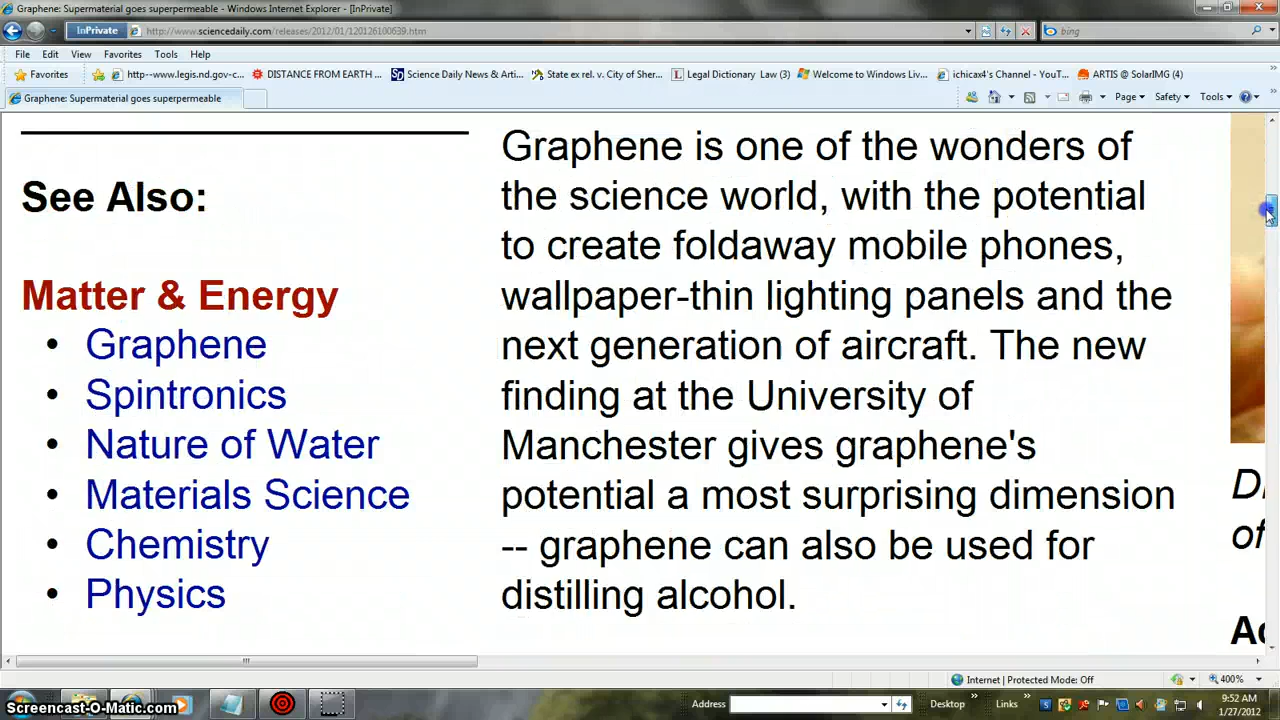 Graphene: Supermaterial goes superpermeable - Windows Internet Explorer - [InPrivate]
InPrivate http://www.sciencedaily.com/releases/2012/01/120126100639.htm bing
File Edit View Favorites Tools Help
Favorites http--www.legis.nd.gov-c... DISTANCE FROM EARTH ... Science Daily News & Arti... State ex rel. v. City of Sher... Legal Dictionary Law (3) Welcome to Windows Liv... ichicax4's Channel - YouT... ARTIS @ SolarIMG (4)
Graphene: Supermaterial goes superpermeable
Page Safety Tools
See Also:
Matter & Energy
• Graphene
• Spintronics
• Nature of Water
• Materials Science
• Chemistry
• Physics
Graphene is one of the wonders of
the science world, with the potential
to create foldaway mobile phones,
wallpaper-thin lighting panels and the
next generation of aircraft. The new
finding at the University of
Manchester gives graphene's
potential a most surprising dimension
-- graphene can also be used for
distilling alcohol.
of
Internet | Protected Mode: Off 400%
Screencast-O-Matic.com
Address Desktop Links
9:52 AM
1/27/2012